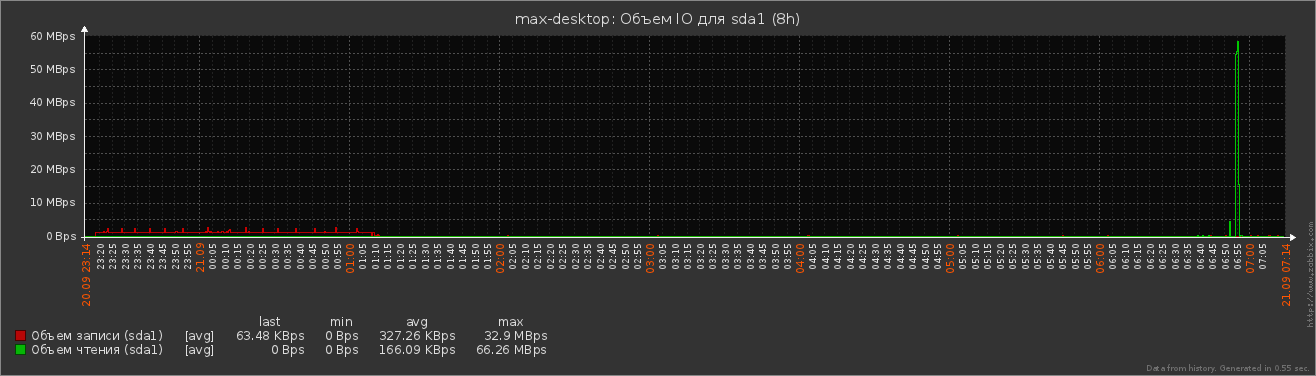 max-desktop: Объем IO для sda1 (8h)
60 MBps
50 MBps
40 MBps
30 MBps
20 MBps
10 MBps
0 Bps
20.09 23:14 23:20 23:25 23:30 23:35 23:40 23:45 23:50 23:55 21.09 00:05 00:10 00:15 00:20 00:25 00:30 00:35 00:40 00:45 00:50 00:55 01:00 01:05 01:10 01:15 01:20 01:25 01:30 01:35 01:40 01:45 01:50 01:55 02:00 02:05 02:10 02:15 02:20 02:25 02:30 02:35 02:40 02:45 02:50 02:55 03:00 03:05 03:10 03:15 03:20 03:25 03:30 03:35 03:40 03:45 03:50 03:55 04:00 04:05 04:10 04:15 04:20 04:25 04:30 04:35 04:40 04:45 04:50 04:55 05:00 05:05 05:10 05:15 05:20 05:25 05:30 05:35 05:40 05:45 05:50 05:55 06:00 06:05 06:10 06:15 06:20 06:25 06:30 06:35 06:40 06:45 06:50 06:55 07:00 07:05 21.09 07:14
last min avg max
Объем записи (sda1) [avg] 63.48 KBps 0 Bps 327.26 KBps 32.9 MBps
Объем чтения (sda1) [avg] 0 Bps 0 Bps 166.09 KBps 66.26 MBps
https://www.zabbix.com
Data from history. Generated in 0.55 sec.